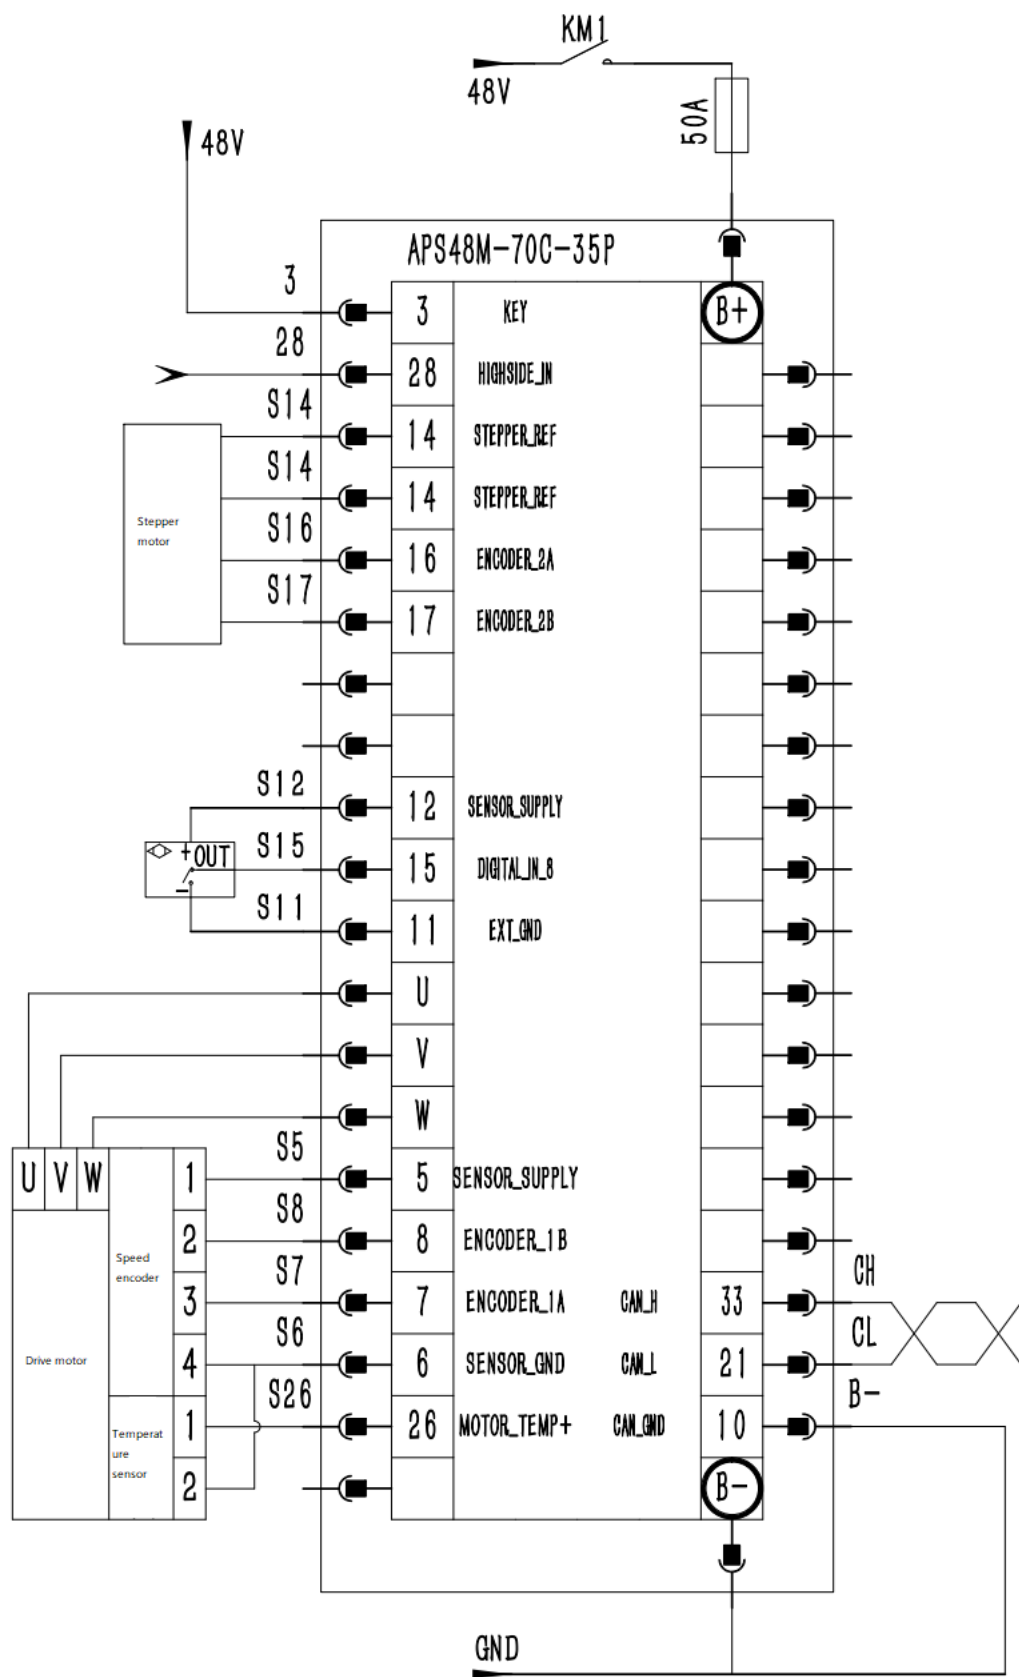 KM1
48V
50A
48V
APS48M-70C-35P
3
3
KEY
B+
28
28
HIGHSIDE_IN
S14
14
STEPPER_REF
S14
14
STEPPER_REF
Stepper
motor
S16
16
ENCODER_2A
S17
17
ENCODER_2B
S12
12
SENSOR_SUPPLY
+
OUT
S15
15
DIGITAL_IN_8
-
S11
11
EXT_GND
U
V
W
U V W
1
S5
5
SENSOR_SUPPLY
2
S8
8
ENCODER_1B
Speed
encoder
3
S7
7
ENCODER_1A
CAN_H
33
CH
Drive motor
4
S6
6
SENSOR_GND
CAN_L
21
CL
1
S26
26
MOTOR_TEMP+
CAN_GND
10
B-
Temperat
ure
sensor
2
B-
GND